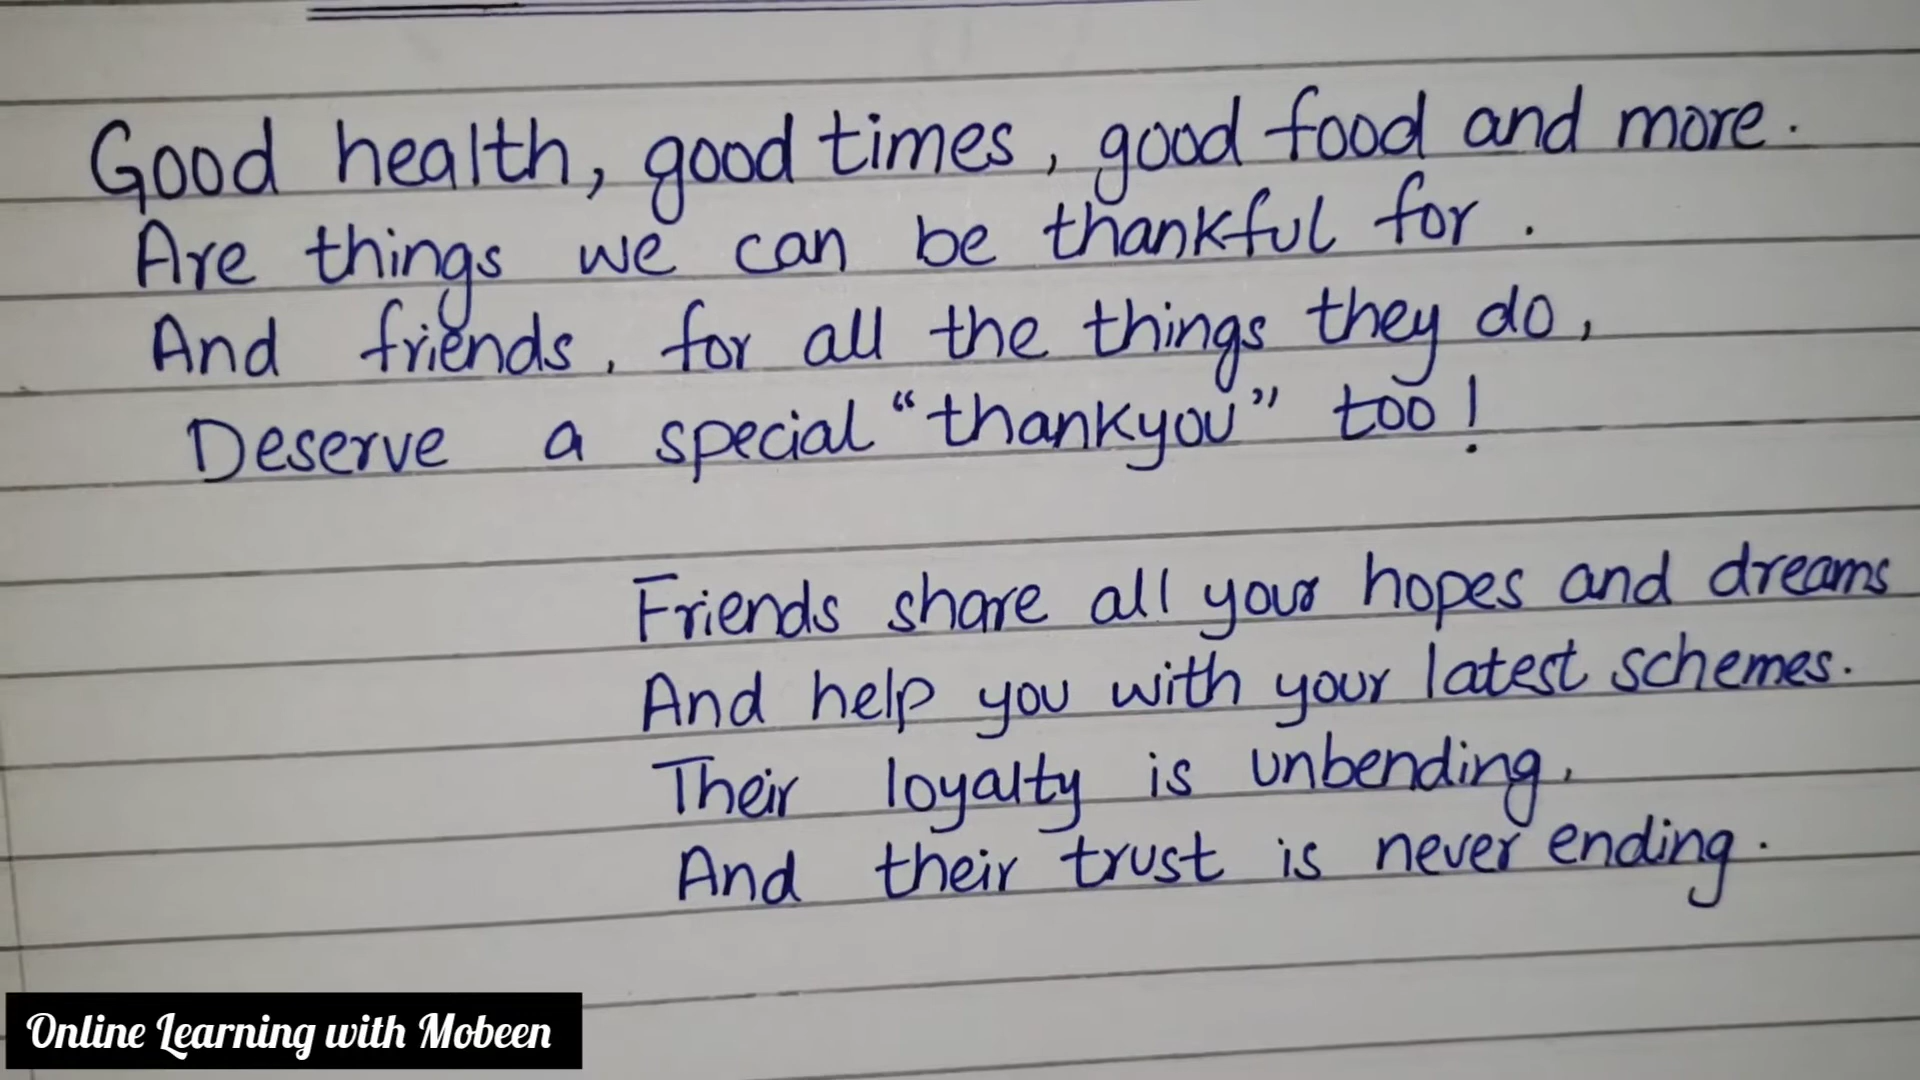 Good health, good times, good food and more.
Are things we can be thankful for.
And friends, for all the things they do,
Deserve a special "thankyou" too!
Friends share all your hopes and dreams
And help you with your latest schemes.
Their loyalty is unbending,
And their trust is never ending.
Online Learning with Mobeen